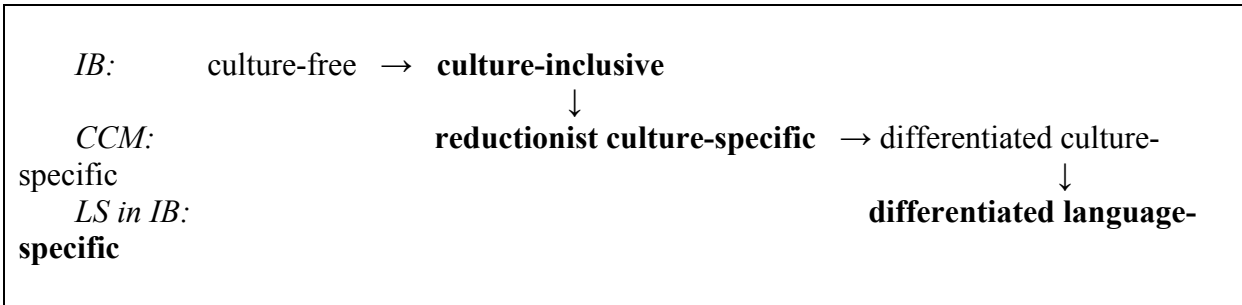 IB: culture-free → culture-inclusive
↓
CCM: reductionist culture-specific → differentiated culture-
specific ↓
LS in IB: differentiated language-
specific